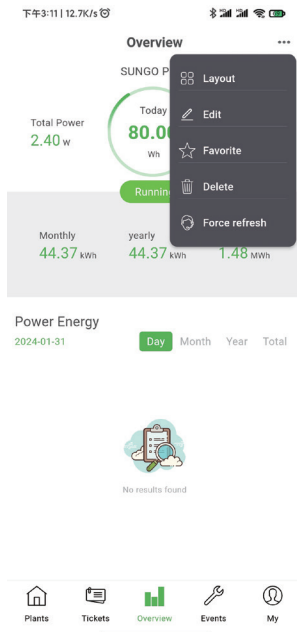 下午3:11 | 12.7K/s
Overview
SUNGO P
Layout
Edit
Favorite
Delete
Force refresh
Total Power
2.40 w
Today
80.00
Wh
Running
Monthly
44.37 kWh
yearly
44.37 kWh
1.48 MWh
Power Energy
2024-01-31
Day Month Year Total
No results found
Plants Tickets Overview Events My